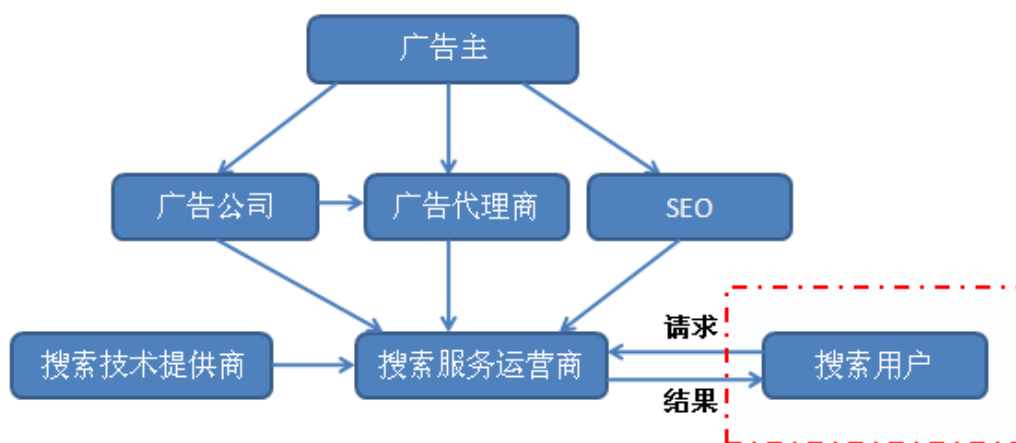 广告主
广告公司
广告代理商
SEO
请求
搜索技术提供商
搜索服务运营商
搜索用户
结果